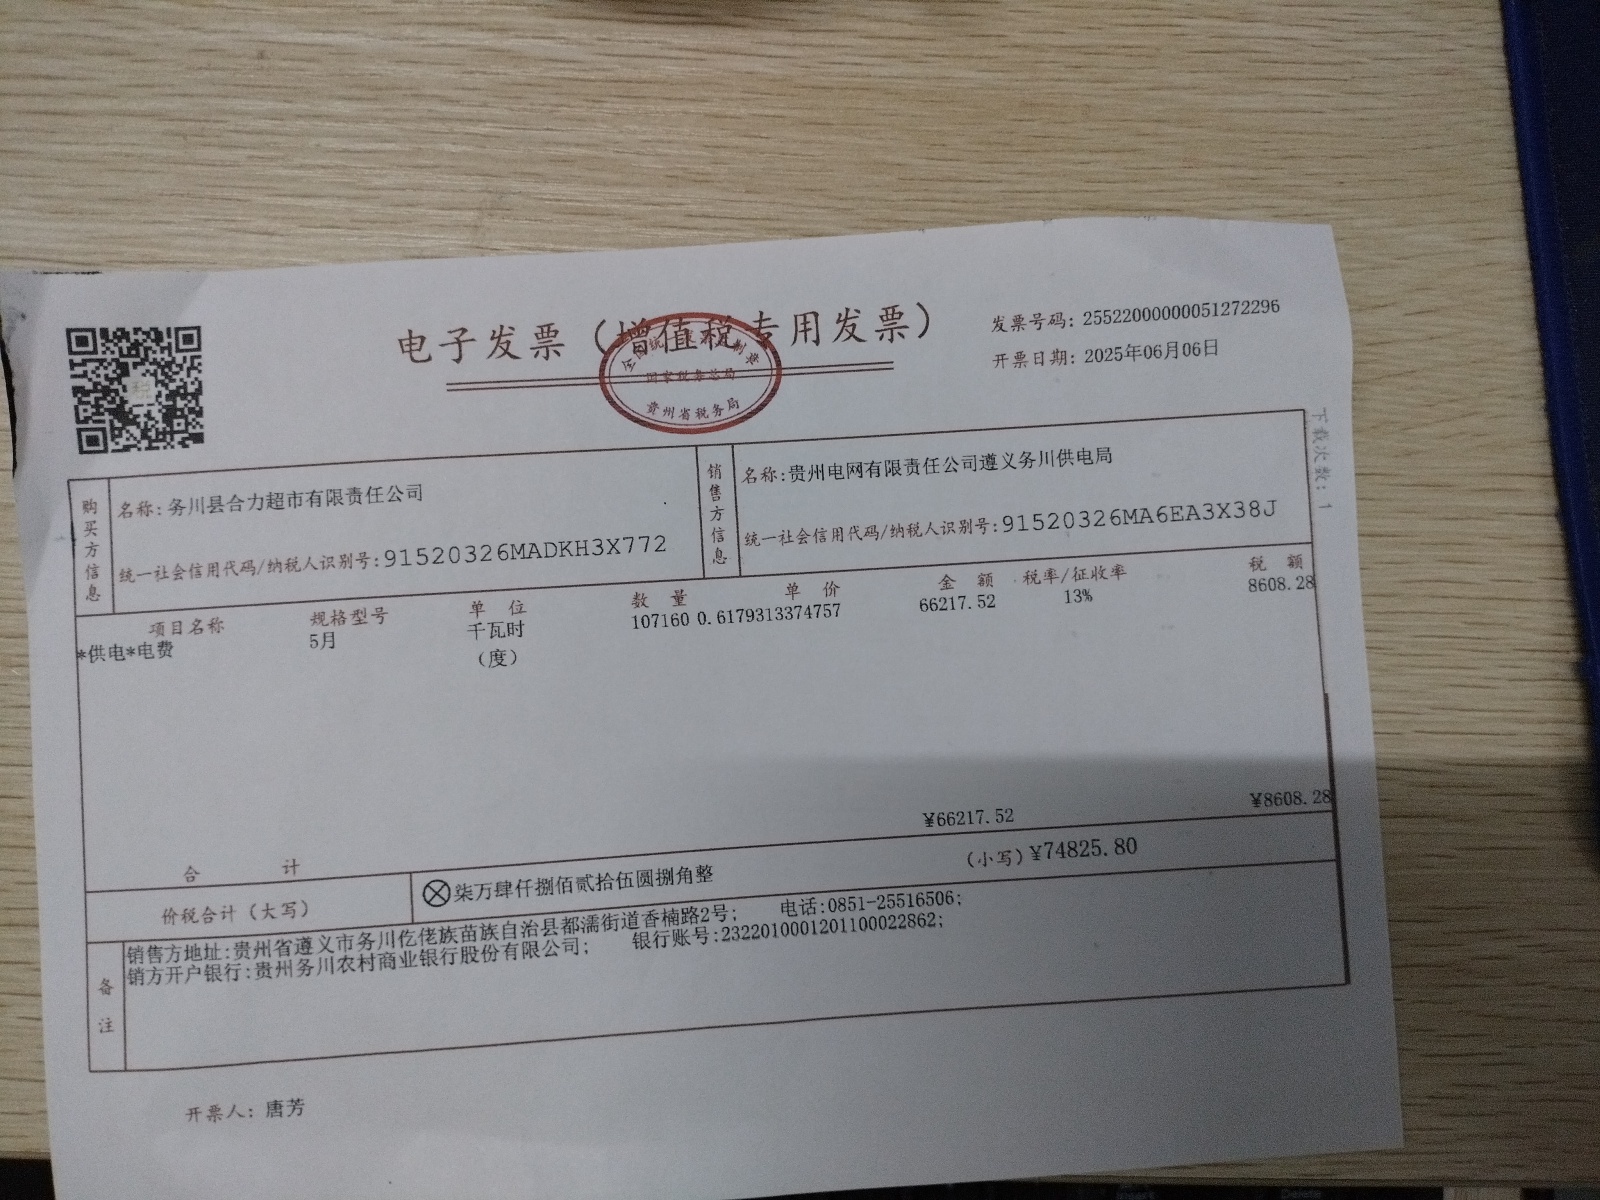 电子发票（增值税专用发票）
发票号码：25522000000051272296
开票日期：2025年06月06日
税
国家税务总局
贵州省税务局
下载次数：1
购买方信息
名称：务川县合力超市有限责任公司
统一社会信用代码/纳税人识别号：91520326MADKH3X772
销售方信息
名称：贵州电网有限责任公司遵义务川供电局
统一社会信用代码/纳税人识别号：91520326MA6EA3X38J
项目名称 规格型号 单位 数量 单价 金额 税率/征收率 税额
*供电*电费 5月 千瓦时 107160 0.6179313374757 66217.52 13% 8608.28
（度）
合计 ¥66217.52 ¥8608.28
价税合计（大写） ⊗柒万肆仟捌佰贰拾伍圆捌角整 （小写）¥74825.80
备注
销售方地址：贵州省遵义市务川仡佬族苗族自治县都濡街道香楠路2号； 电话：0851-25516506；
销方开户银行：贵州务川农村商业银行股份有限公司； 银行账号：2322010001201100022862；
开票人：唐芳